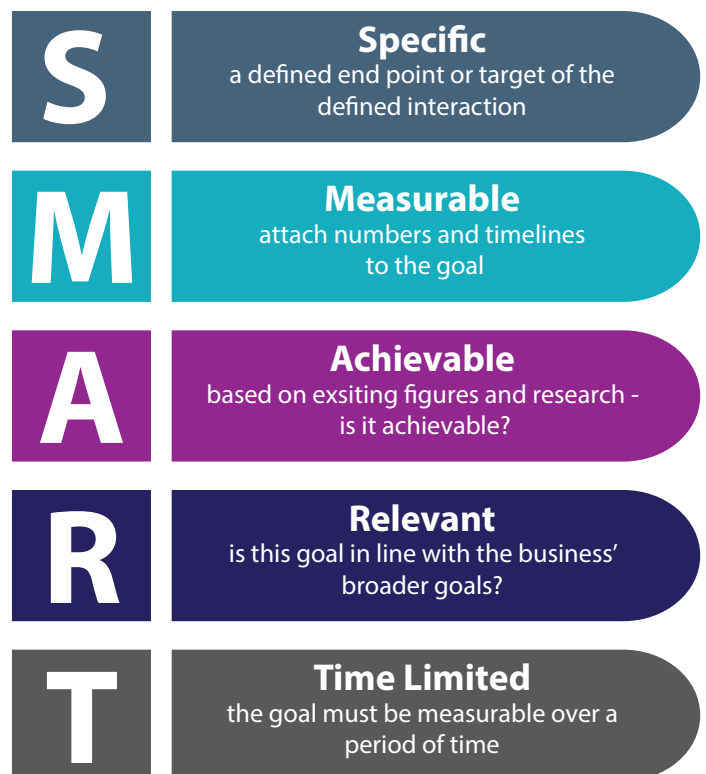 S
Specific
a defined end point or target of the
defined interaction
M
Measurable
attach numbers and timelines
to the goal
A
Achievable
based on exsiting figures and research -
is it achievable?
R
Relevant
is this goal in line with the business’
broader goals?
T
Time Limited
the goal must be measurable over a
period of time